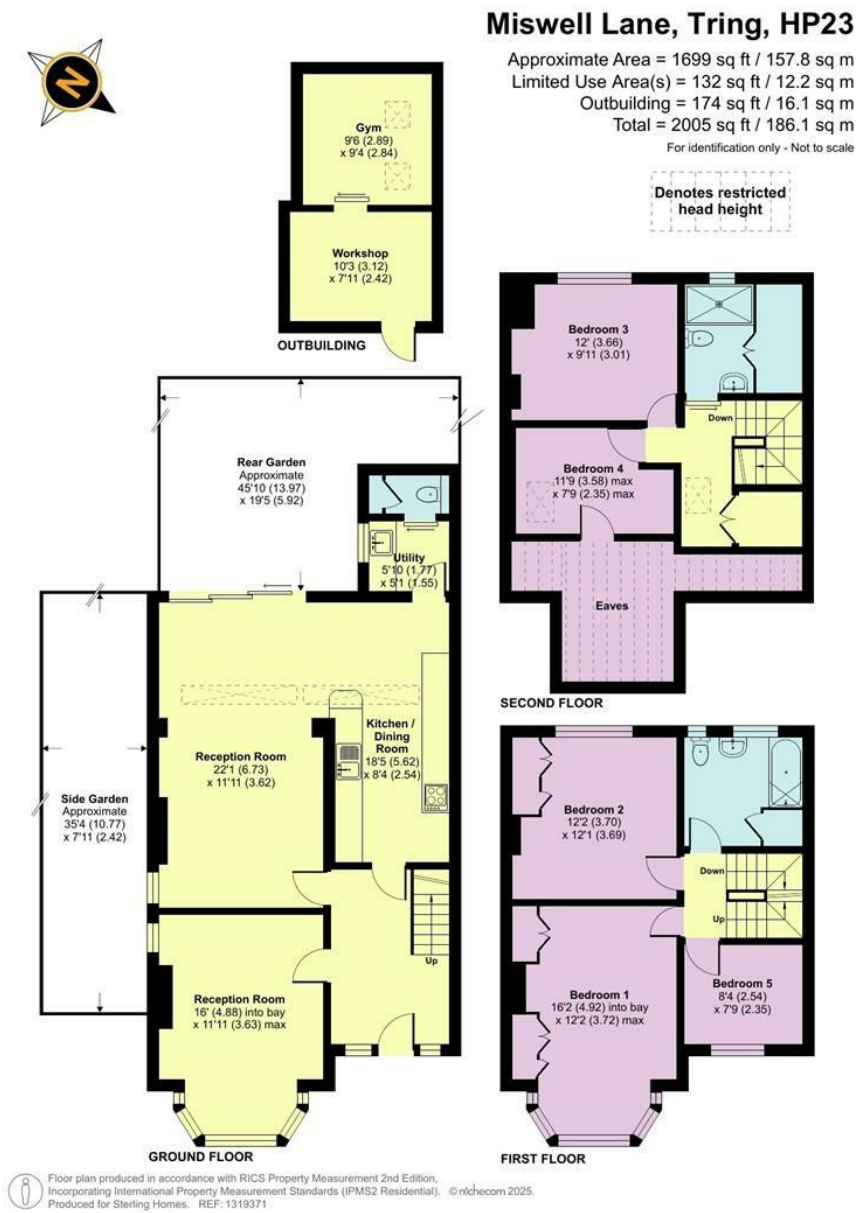 Miswell Lane, Tring, HP23
Approximate Area = 1699 sq ft / 157.8 sq m
Limited Use Area(s) = 132 sq ft / 12.2 sq m
Outbuilding = 174 sq ft / 16.1 sq m
Total = 2005 sq ft / 186.1 sq m
For identification only - Not to scale
Denotes restricted
head height
N
Gym
9'6 (2.89)
x 9'4 (2.84)
Workshop
10'3 (3.12)
x 7'11 (2.42)
OUTBUILDING
Bedroom 3
12' (3.66)
x 9'11 (3.01)
Down
Bedroom 4
11'9 (3.58) max
x 7'9 (2.35) max
Eaves
SECOND FLOOR
Rear Garden
Approximate
45'10 (13.97)
x 19'5 (5.92)
Utility
5'10 (1.77)
x 5'1 (1.55)
Kitchen /
Dining
Room
18'5 (5.62)
x 8'4 (2.54)
Reception Room
22'1 (6.73)
x 11'11 (3.62)
Side Garden
Approximate
35'4 (10.77)
x 7'11 (2.42)
Up
Reception Room
16' (4.88) into bay
x 11'11 (3.63) max
GROUND FLOOR
Bedroom 2
12'2 (3.70)
x 12'1 (3.69)
Down
Up
Bedroom 1
16'2 (4.92) into bay
x 12'2 (3.72) max
Bedroom 5
8'4 (2.54)
x 7'9 (2.35)
FIRST FLOOR
Floor plan produced in accordance with RICS Property Measurement 2nd Edition,
Incorporating International Property Measurement Standards (IPMS2 Residential). © nichecom 2025.
Produced for Sterling Homes. REF: 1319371